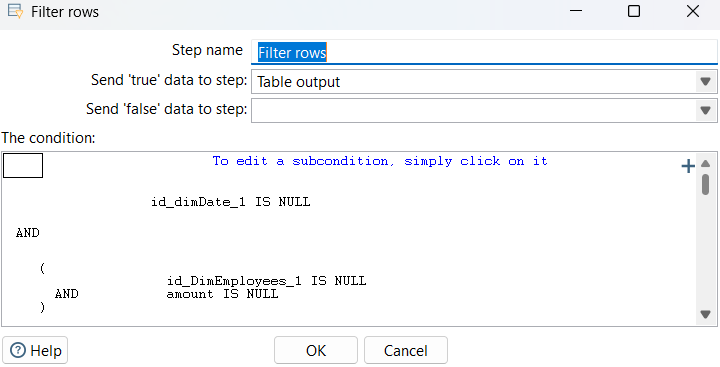 Filter rows
Step name Filter rows
Send 'true' data to step: Table output
Send 'false' data to step:
The condition:
To edit a subcondition, simply click on it
id_dimDate_1 IS NULL
AND
(
id_DimEmployees_1 IS NULL
AND amount IS NULL
)
Help OK Cancel